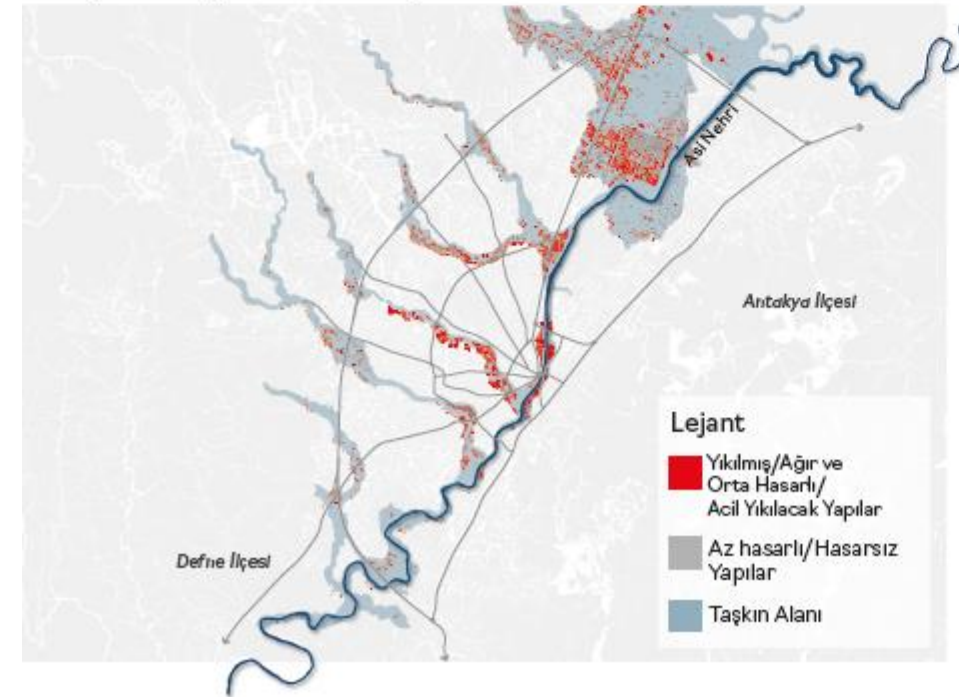 Asi Nehri
Antakya İlçesi
Defne İlçesi
Lejant
Yıkılmış/Ağır ve
Orta Hasarlı/
Acil Yıkılacak Yapılar
Az hasarlı/Hasarsız
Yapılar
Taşkın Alanı